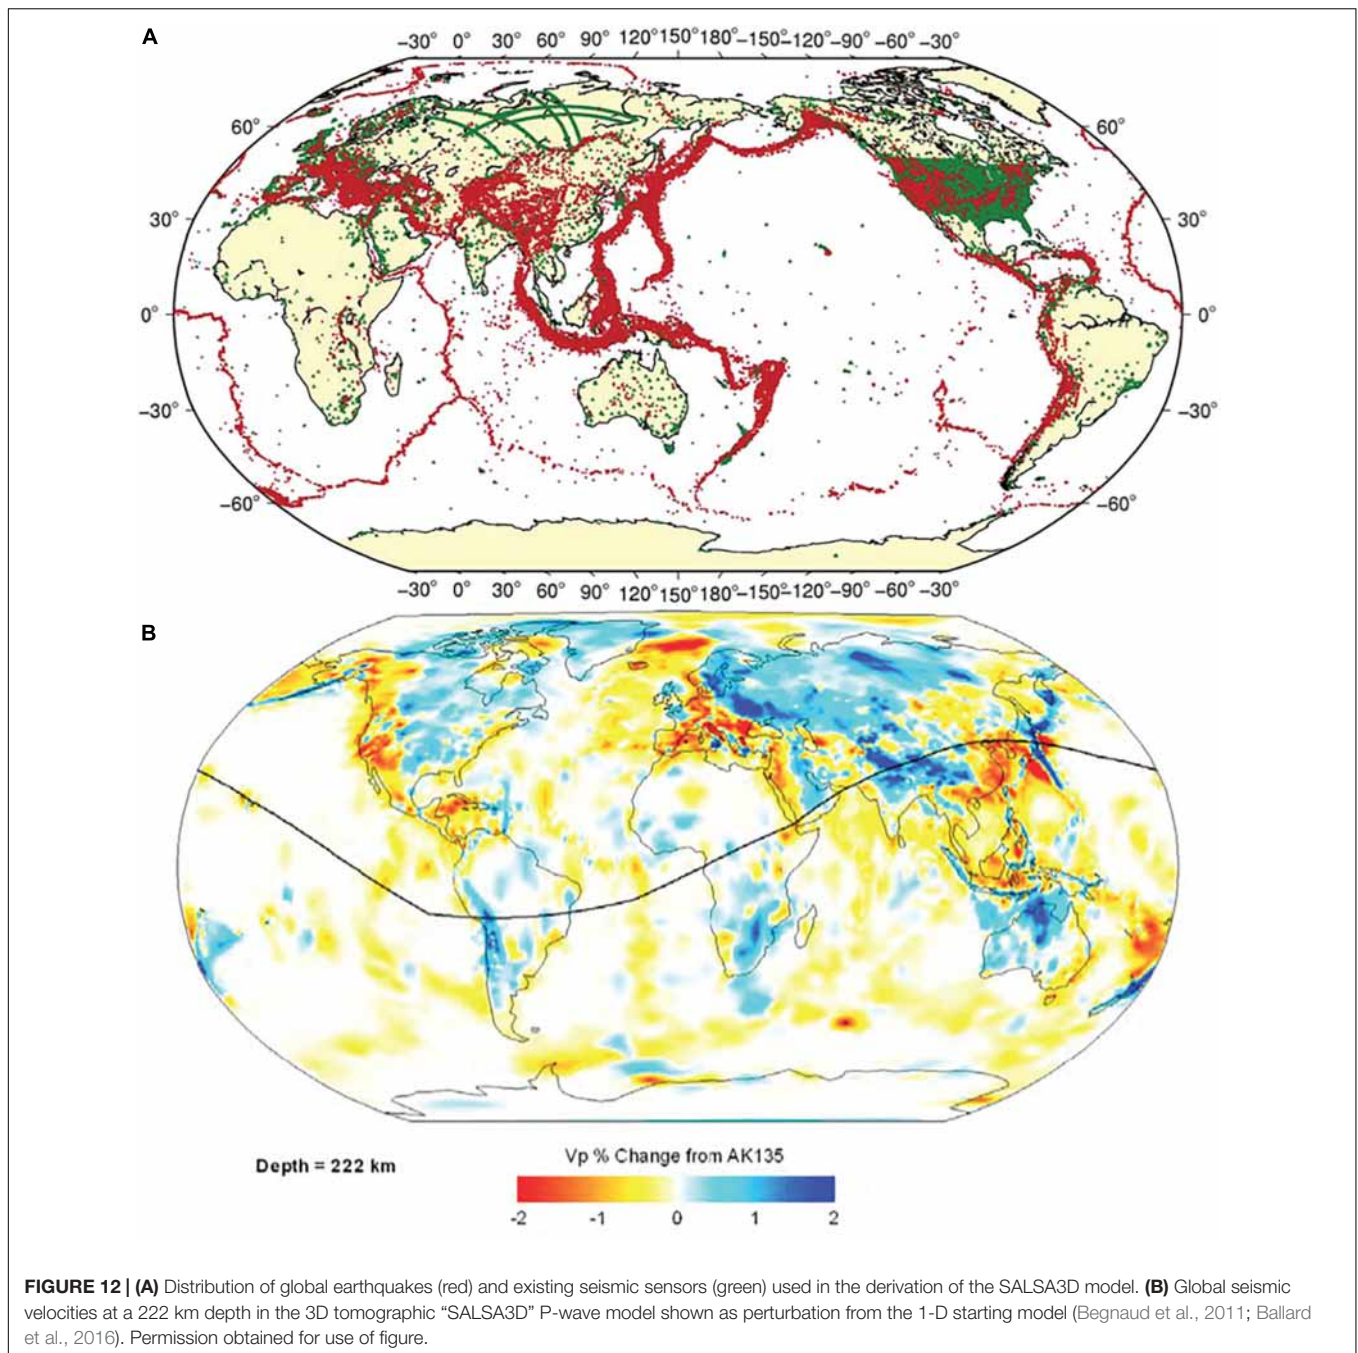 A
−30° 0° 30° 60° 90° 120°150°180°−150°−120°−90° −60° −30°
60° 60°
30° 30°
0° 0°
−30° −30°
−60° −60°
−30° 0° 30° 60° 90° 120°150°180°−150°−120°−90° −60° −30°
B
Depth = 222 km
Vp % Change from AK135
-2 -1 0 1 2
FIGURE 12 | (A) Distribution of global earthquakes (red) and existing seismic sensors (green) used in the derivation of the SALSA3D model. (B) Global seismic
velocities at a 222 km depth in the 3D tomographic “SALSA3D” P-wave model shown as perturbation from the 1-D starting model (Begnaud et al., 2011; Ballard
et al., 2016). Permission obtained for use of figure.